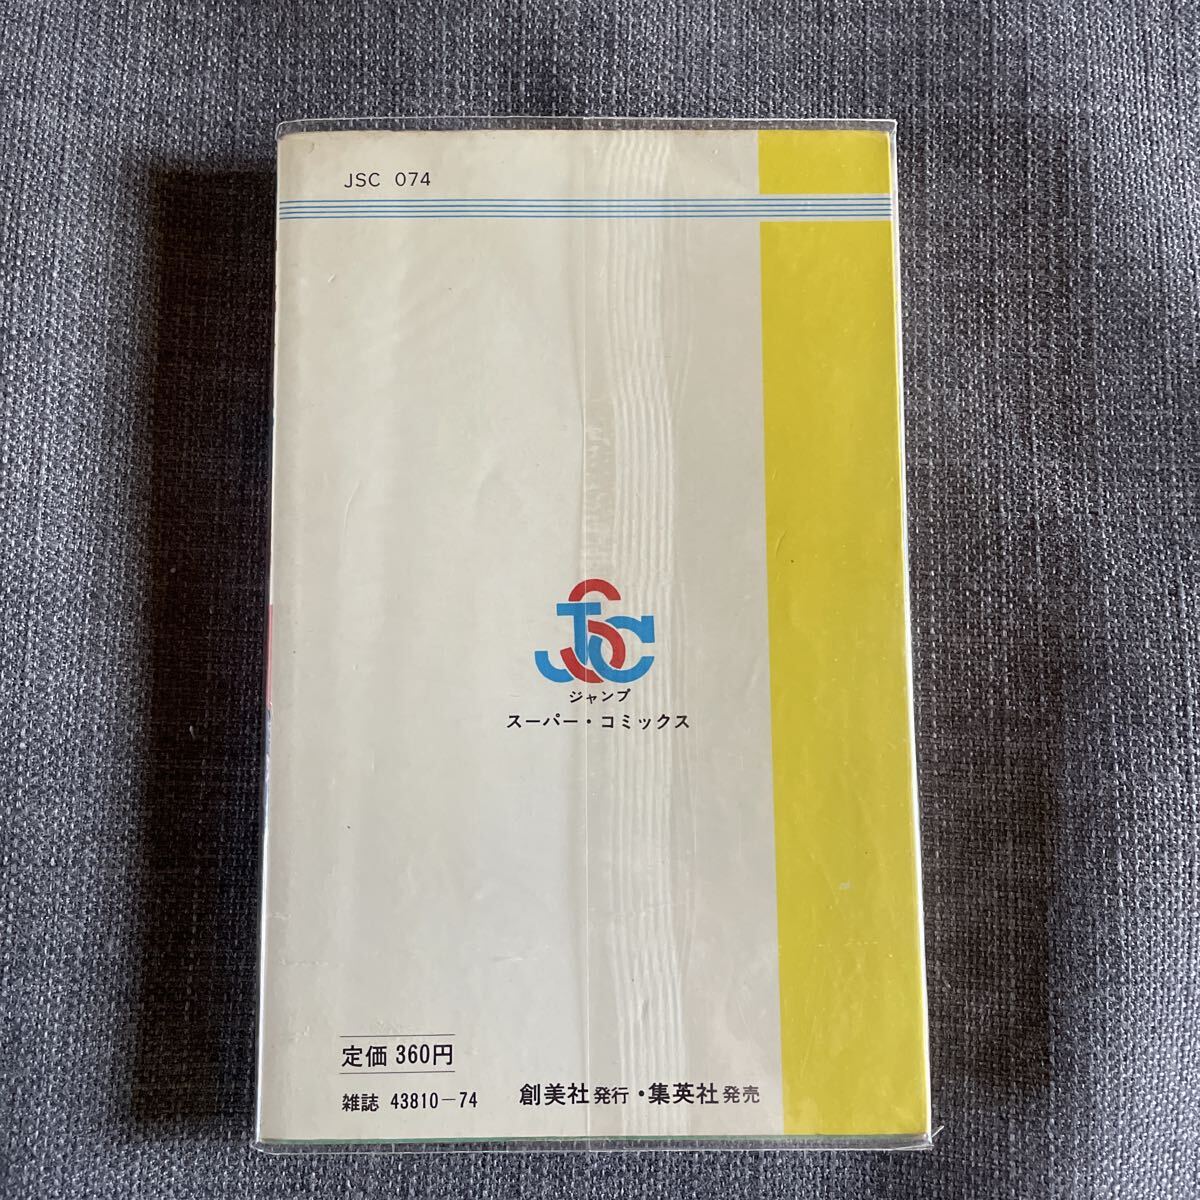 JSC 074
JSC
ジャンプ
スーパー・コミックス
定価 360円
雑誌 43810-74 創美社発行・集英社発売